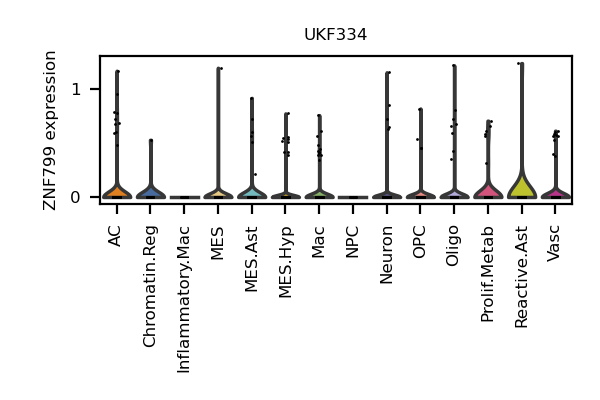 UKF334
ZNF799 expression
1
0
AC
Chromatin.Reg
Inflammatory.Mac
MES
MES.Ast
MES.Hyp
Mac
NPC
Neuron
OPC
Oligo
Prolif.Metab
Reactive.Ast
Vasc